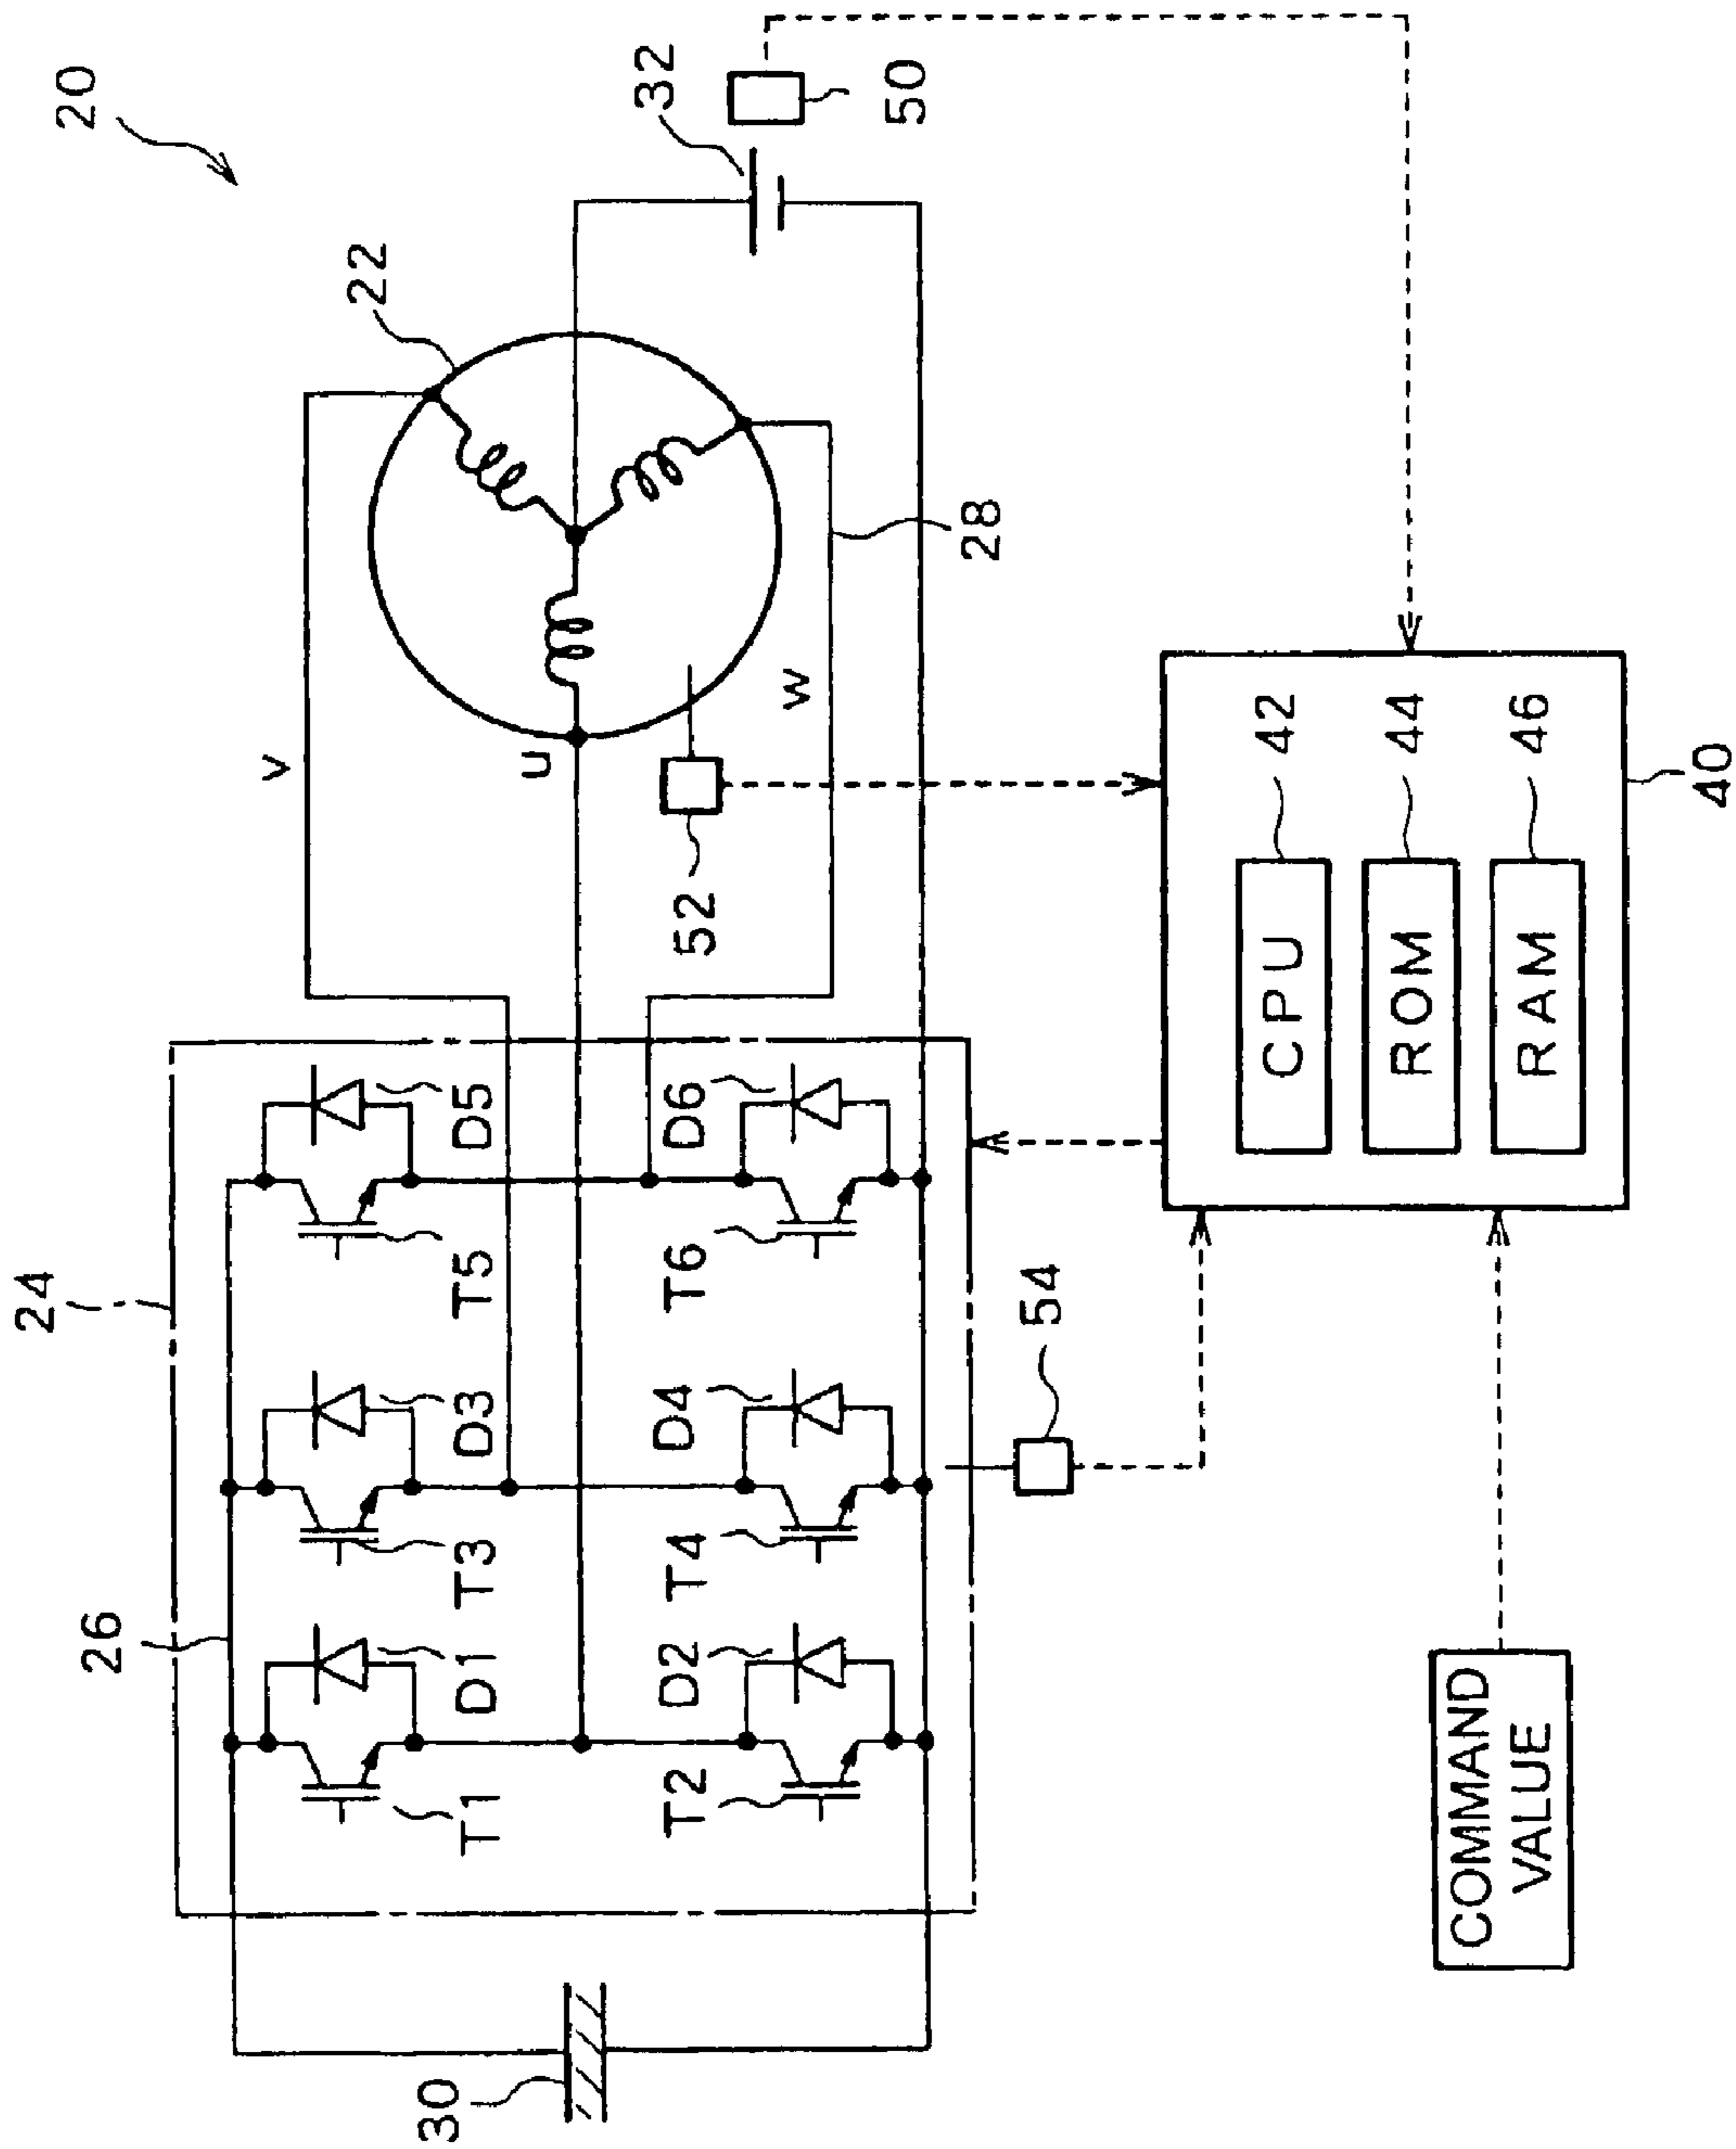 20
24
26
22
32
50
v
u
w
52
28
T1
D1
T3
D3
T5
D5
T2
D2
T4
D4
T6
D6
30
54
CPU
42
ROM
44
RAM
46
40
COMMAND
VALUE